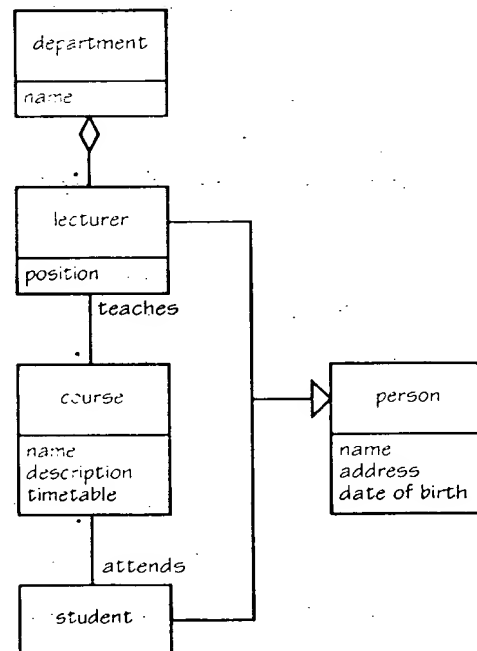 department
name
lecturer
position
teaches
course
name
description
timetable
person
name
address
date of birth
attends
student